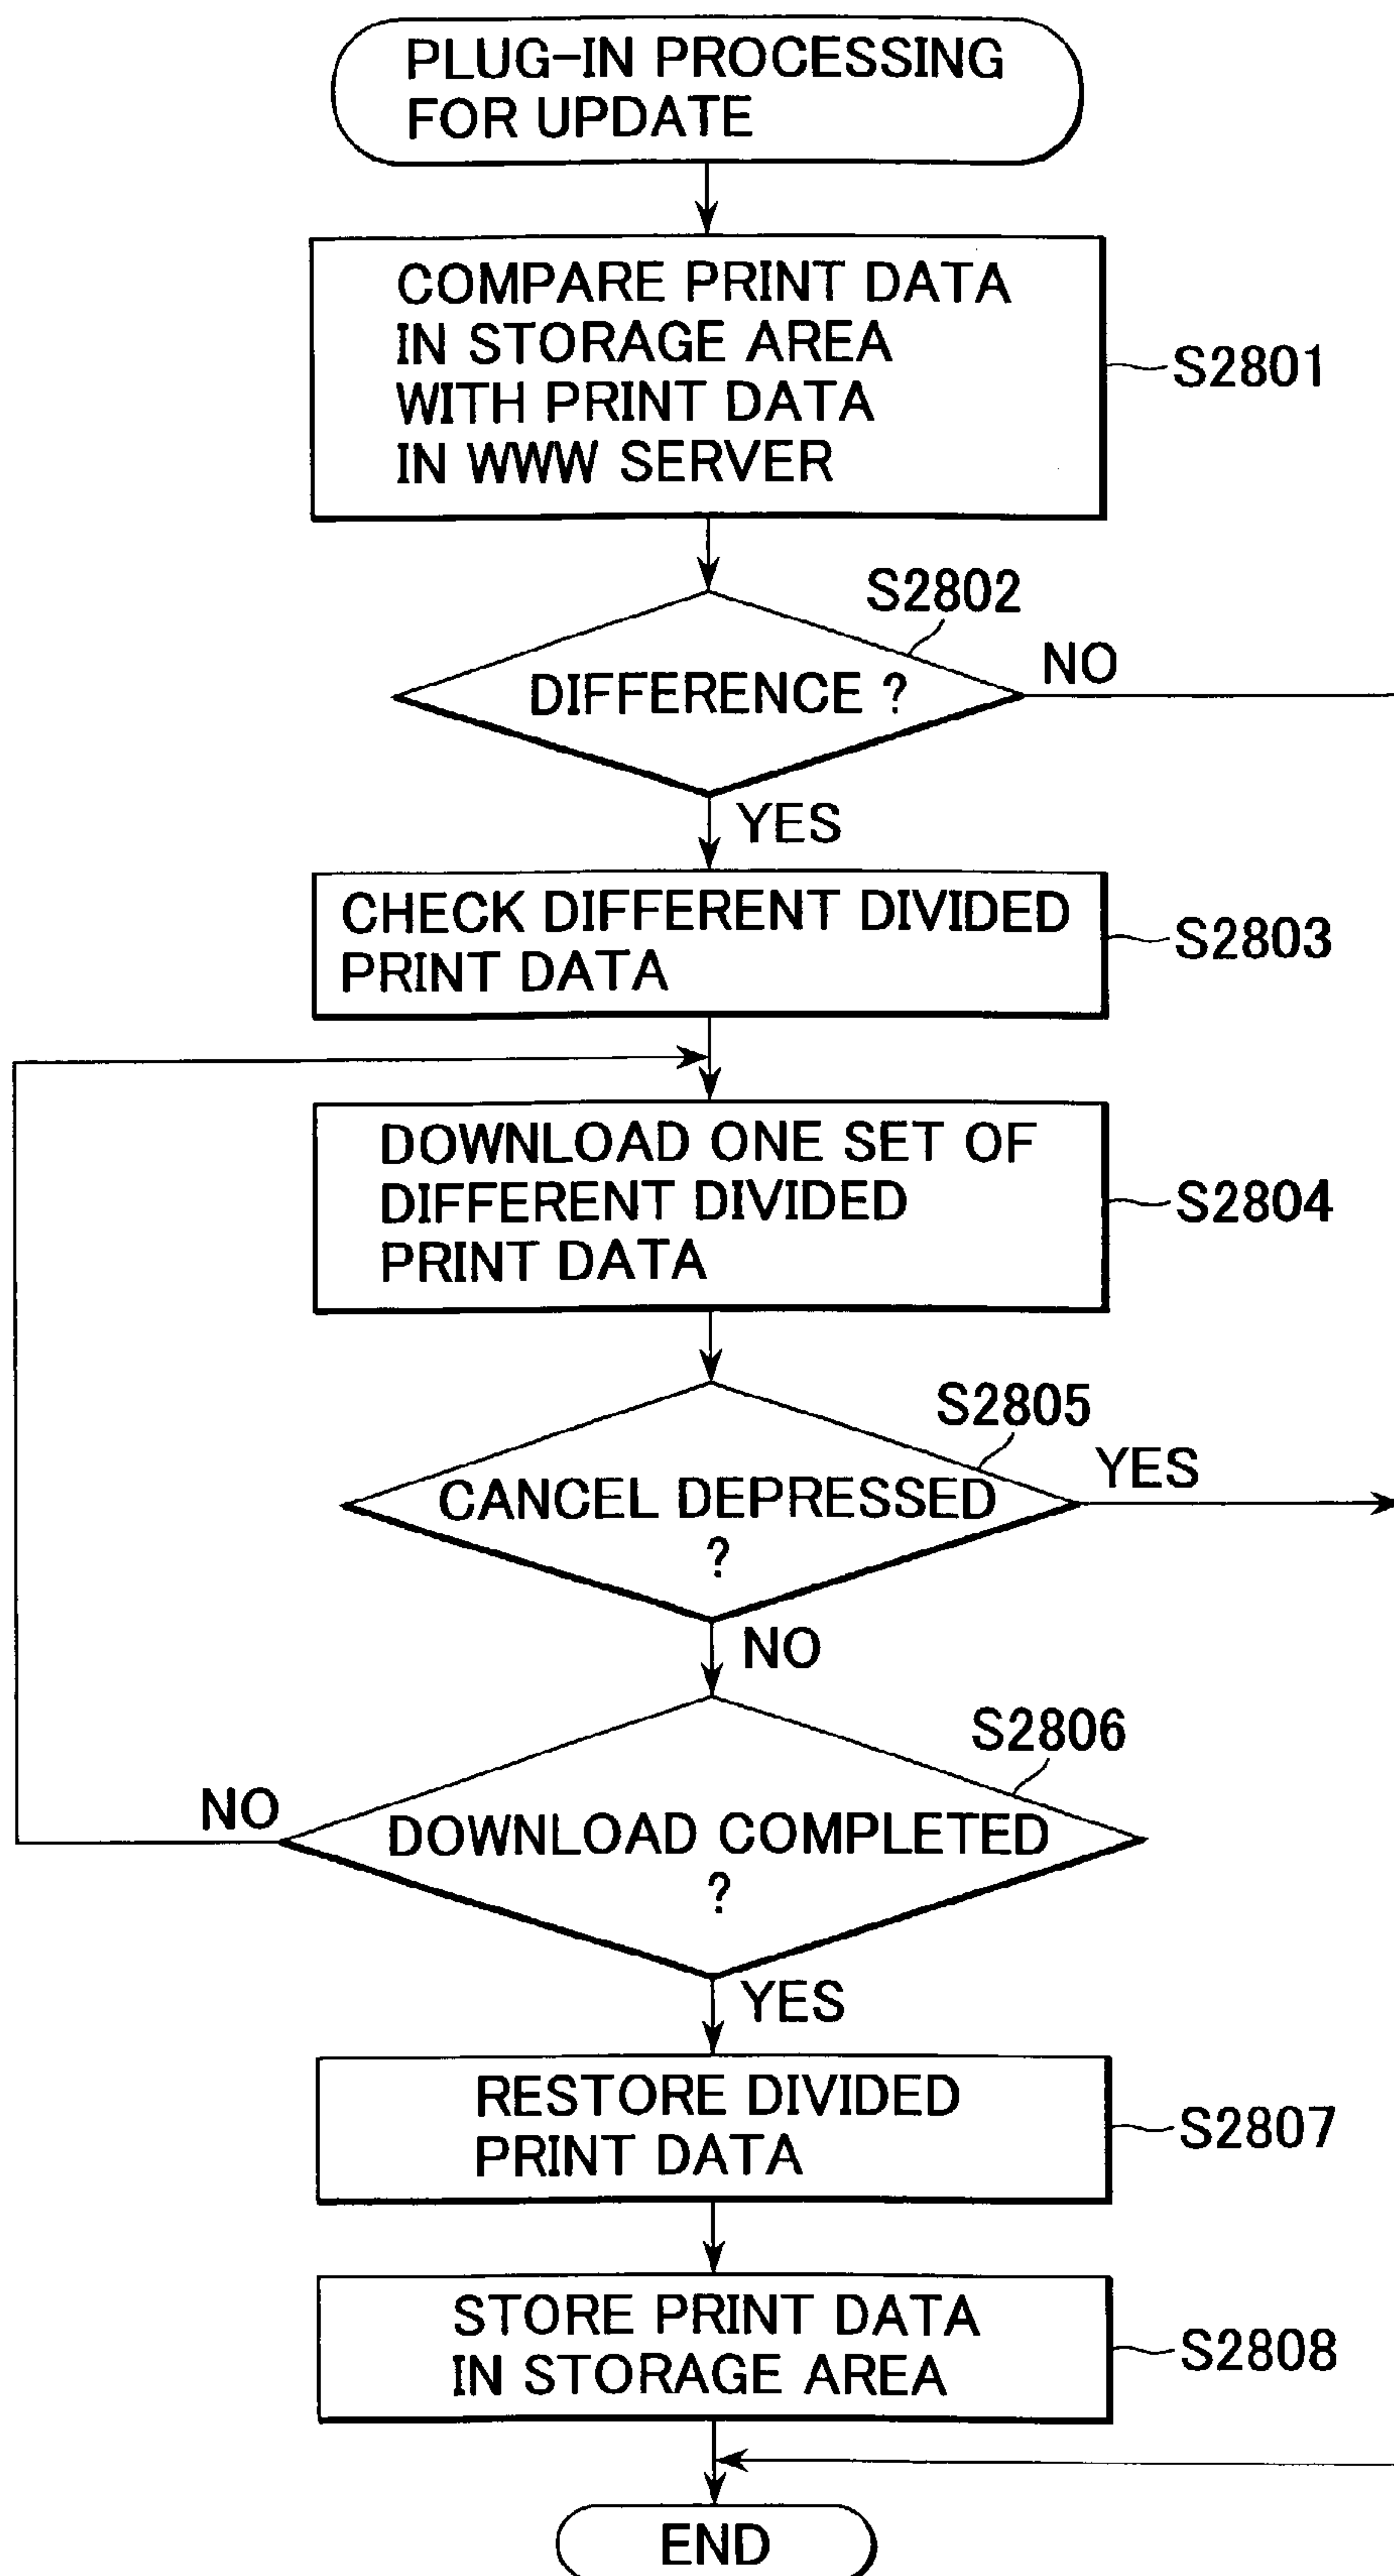 PLUG-IN PROCESSING
FOR UPDATE
COMPARE PRINT DATA
IN STORAGE AREA
WITH PRINT DATA
IN WWW SERVER
S2801
S2802
DIFFERENCE ?
NO
YES
CHECK DIFFERENT DIVIDED
PRINT DATA
S2803
DOWNLOAD ONE SET OF
DIFFERENT DIVIDED
PRINT DATA
S2804
S2805
CANCEL DEPRESSED
?
YES
NO
S2806
NO
DOWNLOAD COMPLETED
?
YES
RESTORE DIVIDED
PRINT DATA
S2807
STORE PRINT DATA
IN STORAGE AREA
S2808
END